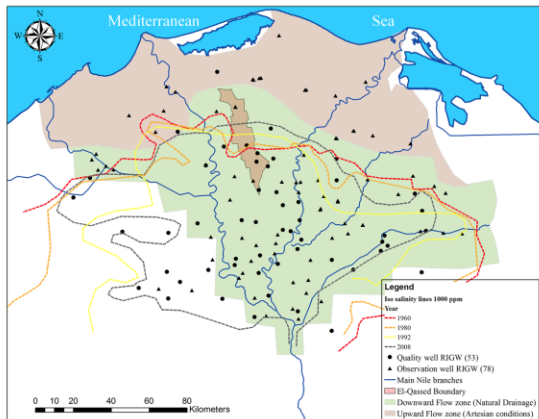 Mediterranean Sea
N
W E
S
0 10 20 40 60 80
Kilometers
Legend
Iso salinity lines 1000 ppm
Year
1960
1980
1992
2008
Quality well RIGW (53)
Observation well RIGW (78)
Main Nile branches
El-Qassed Boundary
Downward Flow zone (Natural Drainage)
Upward Flow zone (Artesian conditions)